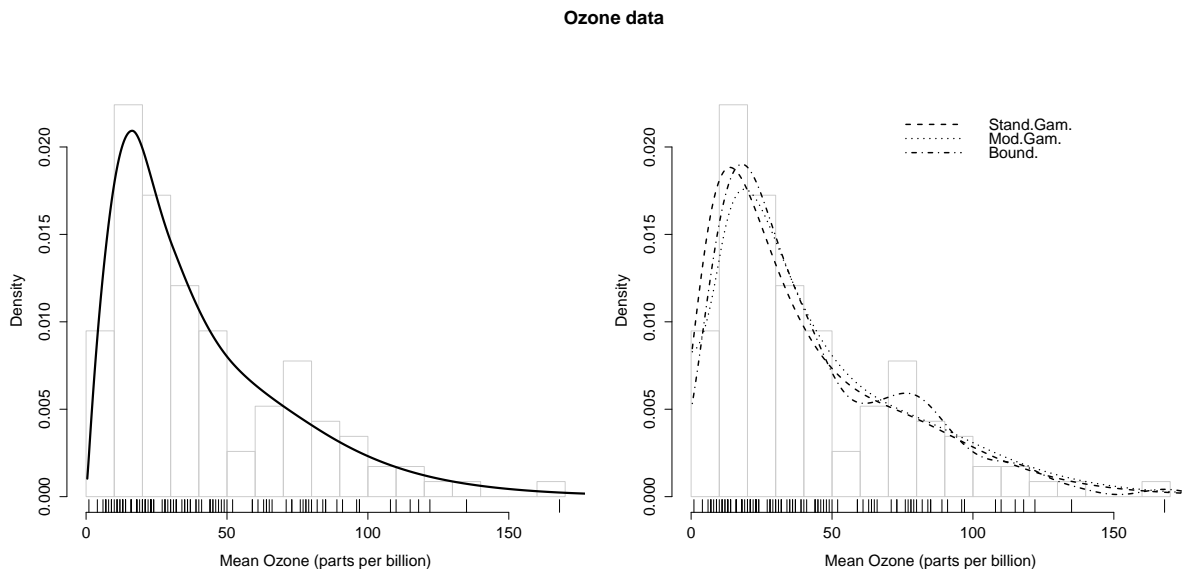 Ozone data
0.020
0.015
0.010
0.005
0.000
Density
0
50
100
150
Mean Ozone (parts per billion)
Stand.Gam.
Mod.Gam.
Bound.
0.020
0.015
0.010
0.005
0.000
Density
0
50
100
150
Mean Ozone (parts per billion)